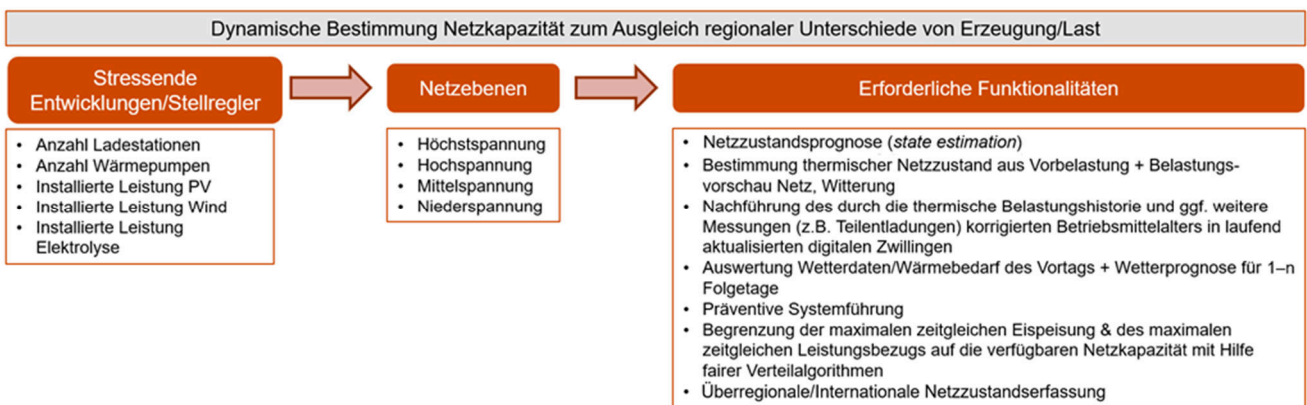 Dynamische Bestimmung Netzkapazität zum Ausgleich regionaler Unterschiede von Erzeugung/Last
Stressende
Entwicklungen/Stellregler
• Anzahl Ladestationen
• Anzahl Wärmepumpen
• Installierte Leistung PV
• Installierte Leistung Wind
• Installierte Leistung
Elektrolyse
Netzebenen
• Höchstspannung
• Hochspannung
• Mittelspannung
• Niederspannung
Erforderliche Funktionalitäten
• Netzzustandsprognose (state estimation)
• Bestimmung thermischer Netzzustand aus Vorbelastung + Belastungs-
vorschau Netz, Witterung
• Nachführung des durch die thermische Belastungshistorie und ggf. weitere
Messungen (z.B. Teilentladungen) korrigierten Betriebsmittelalters in laufend
aktualisierten digitalen Zwillingen
• Auswertung Wetterdaten/Wärmebedarf des Vortags + Wetterprognose für 1–n
Folgetage
• Präventive Systemführung
• Begrenzung der maximalen zeitgleichen Eispeisung & des maximalen
zeitgleichen Leistungsbezugs auf die verfügbaren Netzkapazität mit Hilfe
fairer Verteilalgorithmen
• Überregionale/Internationale Netzzustandserfassung